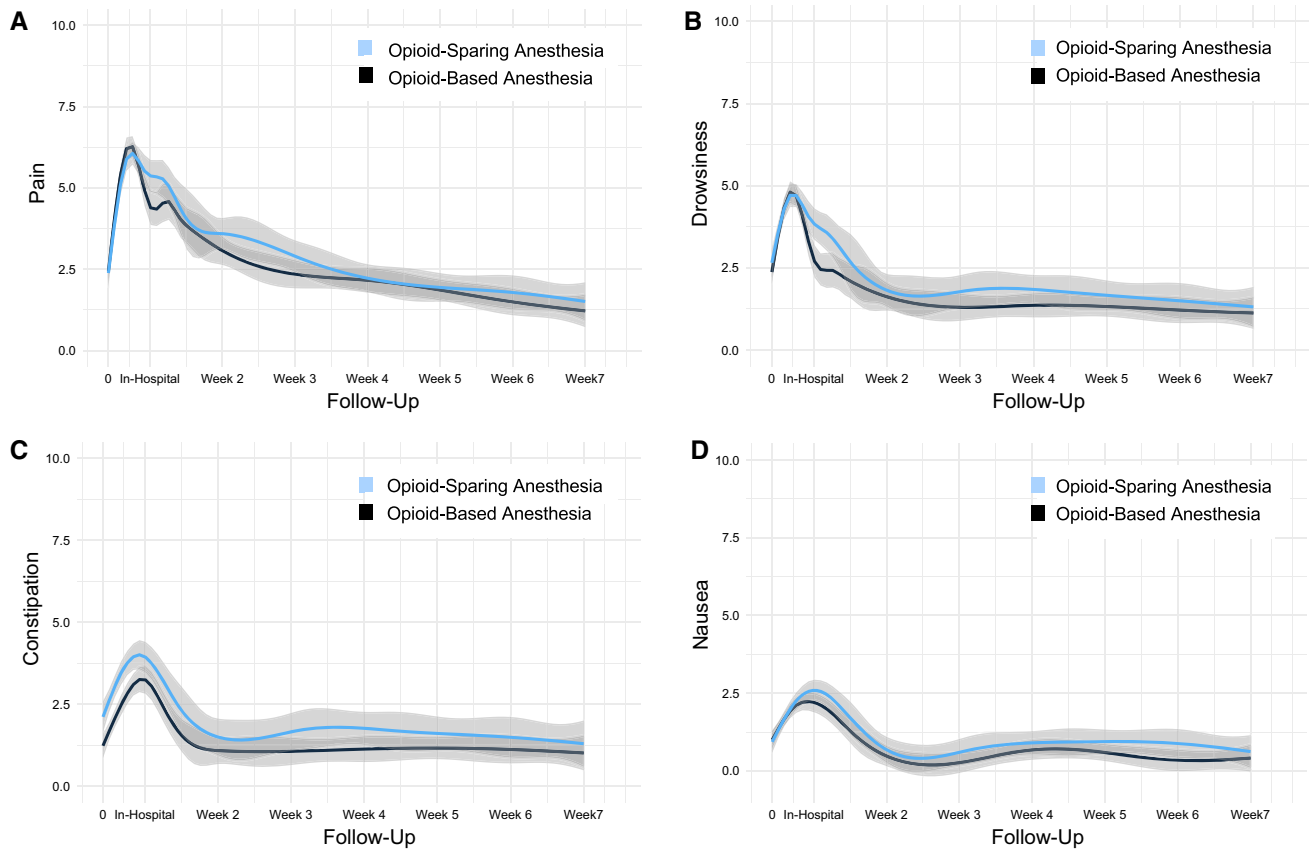 A
10.0
7.5
5.0
2.5
0.0
Pain
Opioid-Sparing Anesthesia
Opioid-Based Anesthesia
0 In-Hospital Week 2 Week 3 Week 4 Week 5 Week 6 Week7
Follow-Up
B
10.0
7.5
5.0
2.5
0.0
Drowsiness
Opioid-Sparing Anesthesia
Opioid-Based Anesthesia
0 In-Hospital Week 2 Week 3 Week 4 Week 5 Week 6 Week7
Follow-Up
C
10.0
7.5
5.0
2.5
0.0
Constipation
Opioid-Sparing Anesthesia
Opioid-Based Anesthesia
0 In-Hospital Week 2 Week 3 Week 4 Week 5 Week 6 Week7
Follow-Up
D
10.0
7.5
5.0
2.5
0.0
Nausea
Opioid-Sparing Anesthesia
Opioid-Based Anesthesia
0 In-Hospital Week 2 Week 3 Week 4 Week 5 Week 6 Week7
Follow-Up